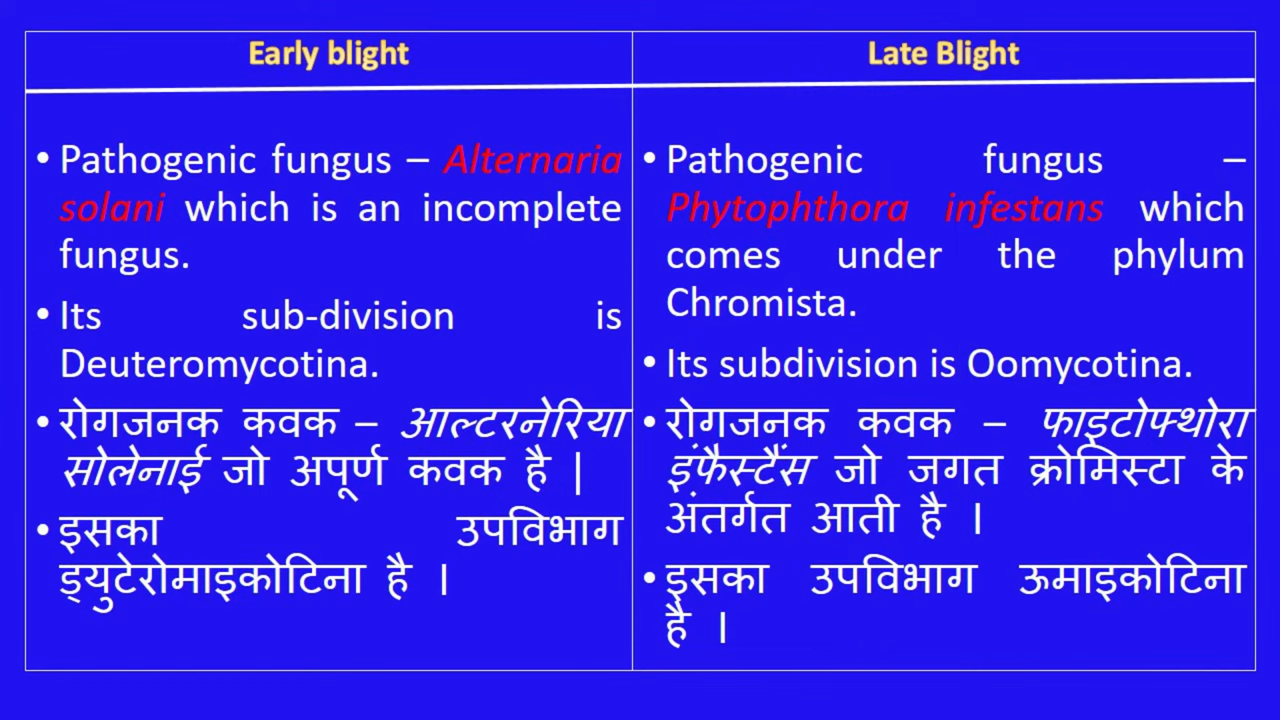 Early blight
• Pathogenic fungus – Alternaria
solani which is an incomplete
fungus.
• Its sub-division is
Deuteromycotina.
• रोगजनक कवक – आल्टरनेरिया
सोलेनाई जो अपूर्ण कवक है |
• इसका उपविभाग
ड्युटेरोमाइकोटिना है ।
Late Blight
• Pathogenic fungus –
Phytophthora infestans which
comes under the phylum
Chromista.
• Its subdivision is Oomycotina.
• रोगजनक कवक – फाइटोफ्थोरा
इंफैस्टैंस जो जगत क्रोमिस्टा के
अंतर्गत आती है ।
• इसका उपविभाग ऊमाइकोटिना
है ।